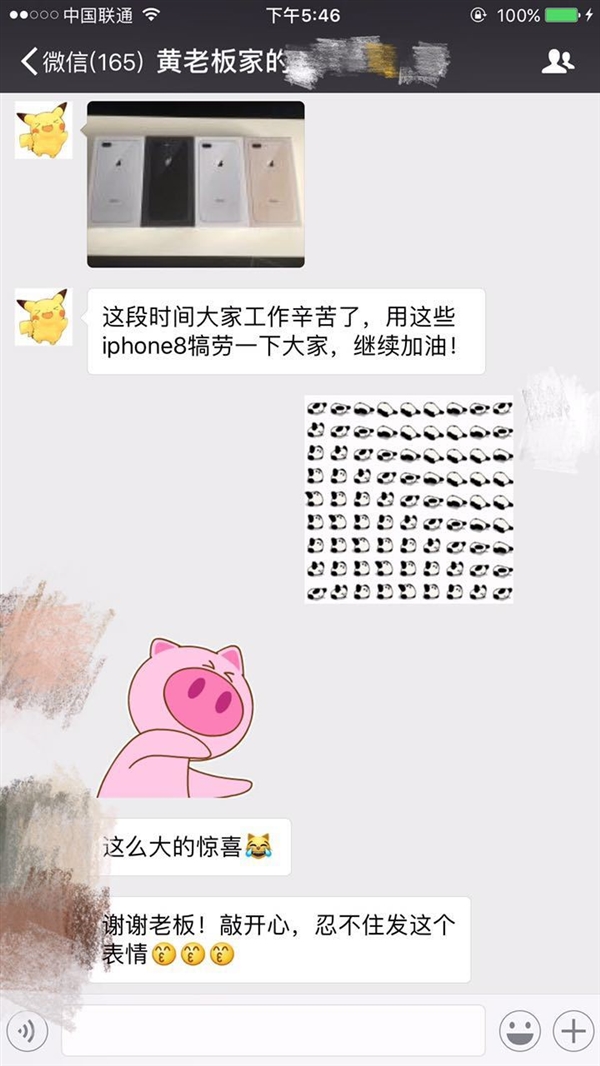 中国联通
下午5:46
100%
微信(165)
黄老板家的
这段时间大家工作辛苦了，用这些
iphone8犒劳一下大家，继续加油！
这么大的惊喜😹
谢谢老板！敲开心，忍不住发这个
表情😙😙😙